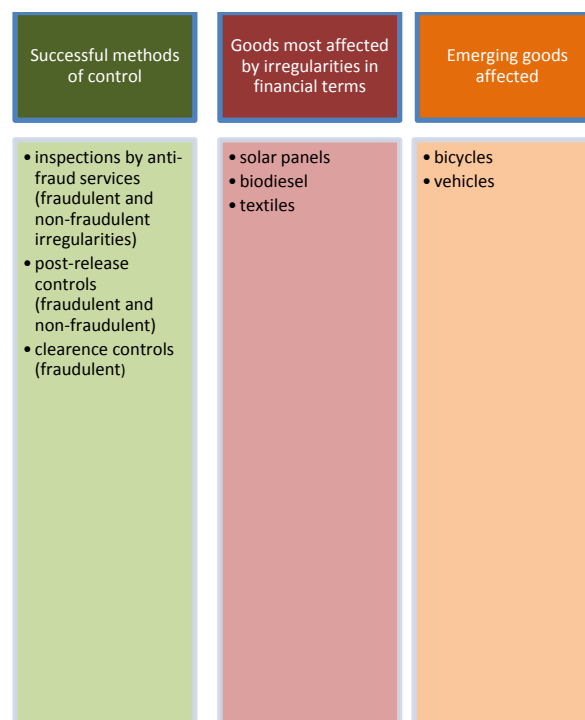 Successful methods
of control
Goods most affected
by irregularities in
financial terms
Emerging goods
affected
• inspections by anti-
fraud services
(fraudulent and
non-fraudulent
irregularities)
• post-release
controls
(fraudulent and
non-fraudulent)
• clearence controls
(fraudulent)
• solar panels
• biodiesel
• textiles
• bicycles
• vehicles